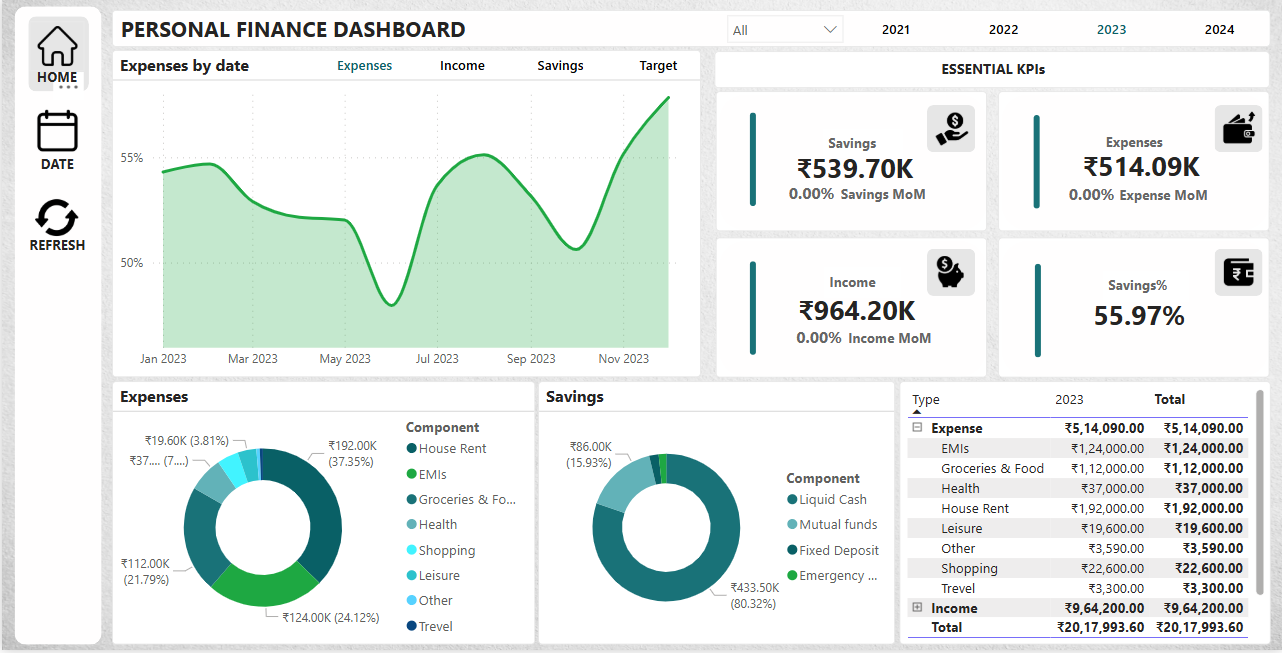 PERSONAL FINANCE DASHBOARD
All
2021
2022
2023
2024
HOME
DATE
REFRESH
Expenses by date
Expenses
Income
Savings
Target
55%
50%
Jan 2023
Mar 2023
May 2023
Jul 2023
Sep 2023
Nov 2023
ESSENTIAL KPIs
Savings
₹539.70K
0.00% Savings MoM
Expenses
₹514.09K
0.00% Expense MoM
Income
₹964.20K
0.00% Income MoM
Savings%
55.97%
Expenses
₹19.60K (3.81%)
₹37.... (7....)
₹192.00K
(37.35%)
₹112.00K
(21.79%)
₹124.00K (24.12%)
Component
House Rent
EMIs
Groceries & Fo...
Health
Shopping
Leisure
Other
Trevel
Savings
₹86.00K
(15.93%)
₹433.50K
(80.32%)
Component
Liquid Cash
Mutual funds
Fixed Deposit
Emergency ...
Type 2023 Total
Expense ₹5,14,090.00 ₹5,14,090.00
EMIs ₹1,24,000.00 ₹1,24,000.00
Groceries & Food ₹1,12,000.00 ₹1,12,000.00
Health ₹37,000.00 ₹37,000.00
House Rent ₹1,92,000.00 ₹1,92,000.00
Leisure ₹19,600.00 ₹19,600.00
Other ₹3,590.00 ₹3,590.00
Shopping ₹22,600.00 ₹22,600.00
Trevel ₹3,300.00 ₹3,300.00
Income ₹9,64,200.00 ₹9,64,200.00
Total ₹20,17,993.60 ₹20,17,993.60